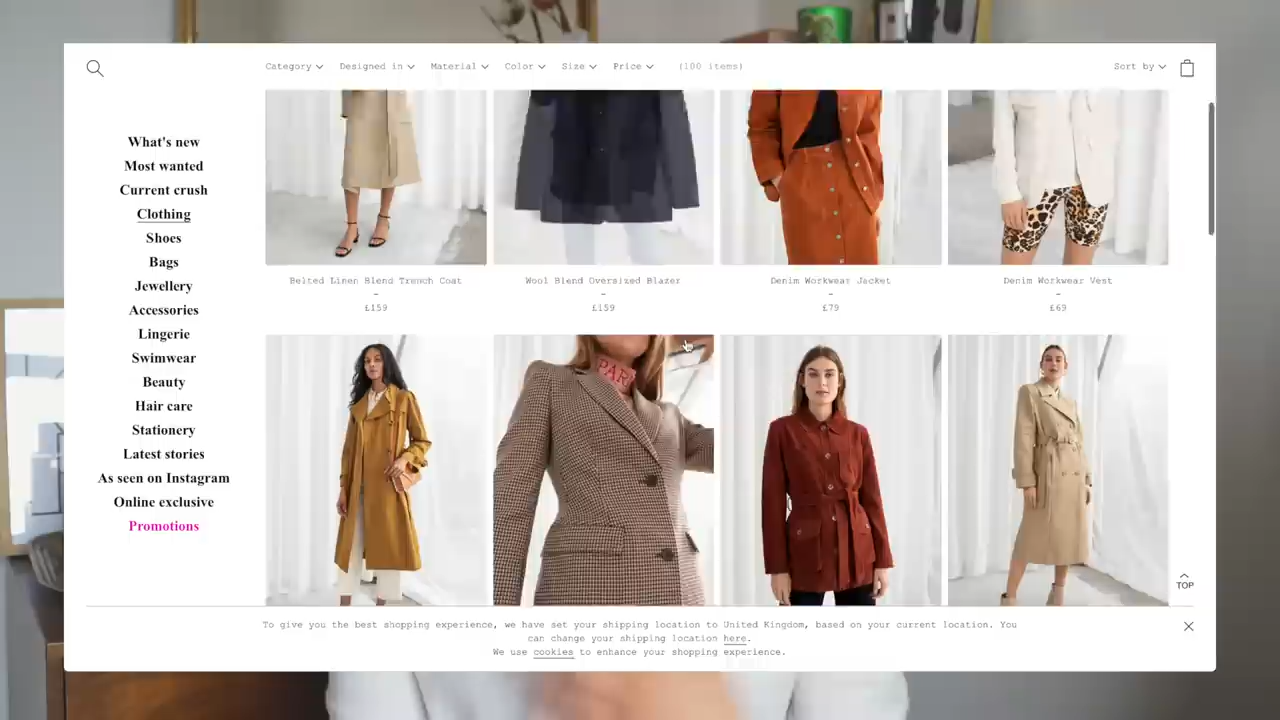 Category Designed in Material Color Size Price (100 items) Sort by
What's new
Most wanted
Current crush
Clothing
Shoes
Bags
Jewellery
Accessories
Lingerie
Swimwear
Beauty
Hair care
Stationery
Latest stories
As seen on Instagram
Online exclusive
Promotions
Belted Linen Blend Trench Coat
£159
Wool Blend Oversized Blazer
£159
Denim Workwear Jacket
£79
Denim Workwear Vest
£69
PAR
TOP
To give you the best shopping experience, we have set your shipping location to United Kingdom, based on your current location. You
can change your shipping location here.
We use cookies to enhance your shopping experience.